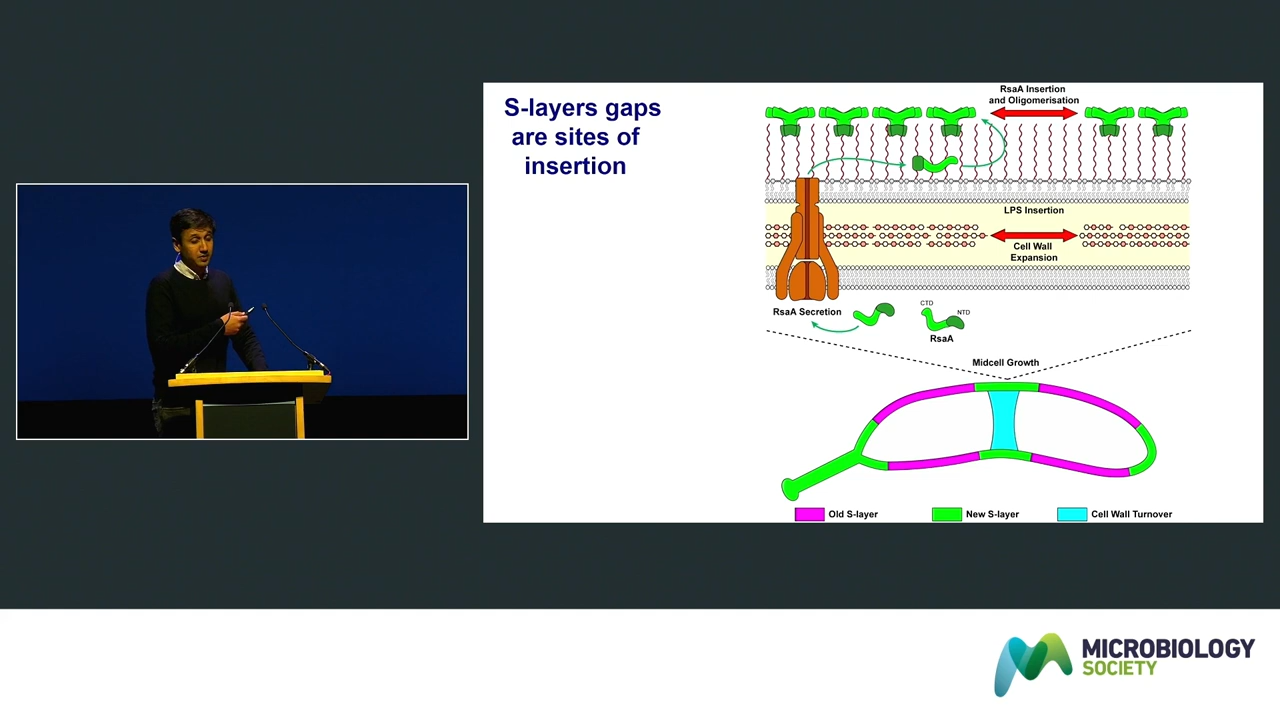 S-layers gaps
are sites of
insertion
RsaA Insertion
and Oligomerisation
LPS Insertion
Cell Wall
Expansion
RsaA Secretion
CTD
NTD
RsaA
Midcell Growth
Old S-layer
New S-layer
Cell Wall Turnover
MICROBIOLOGY
SOCIETY